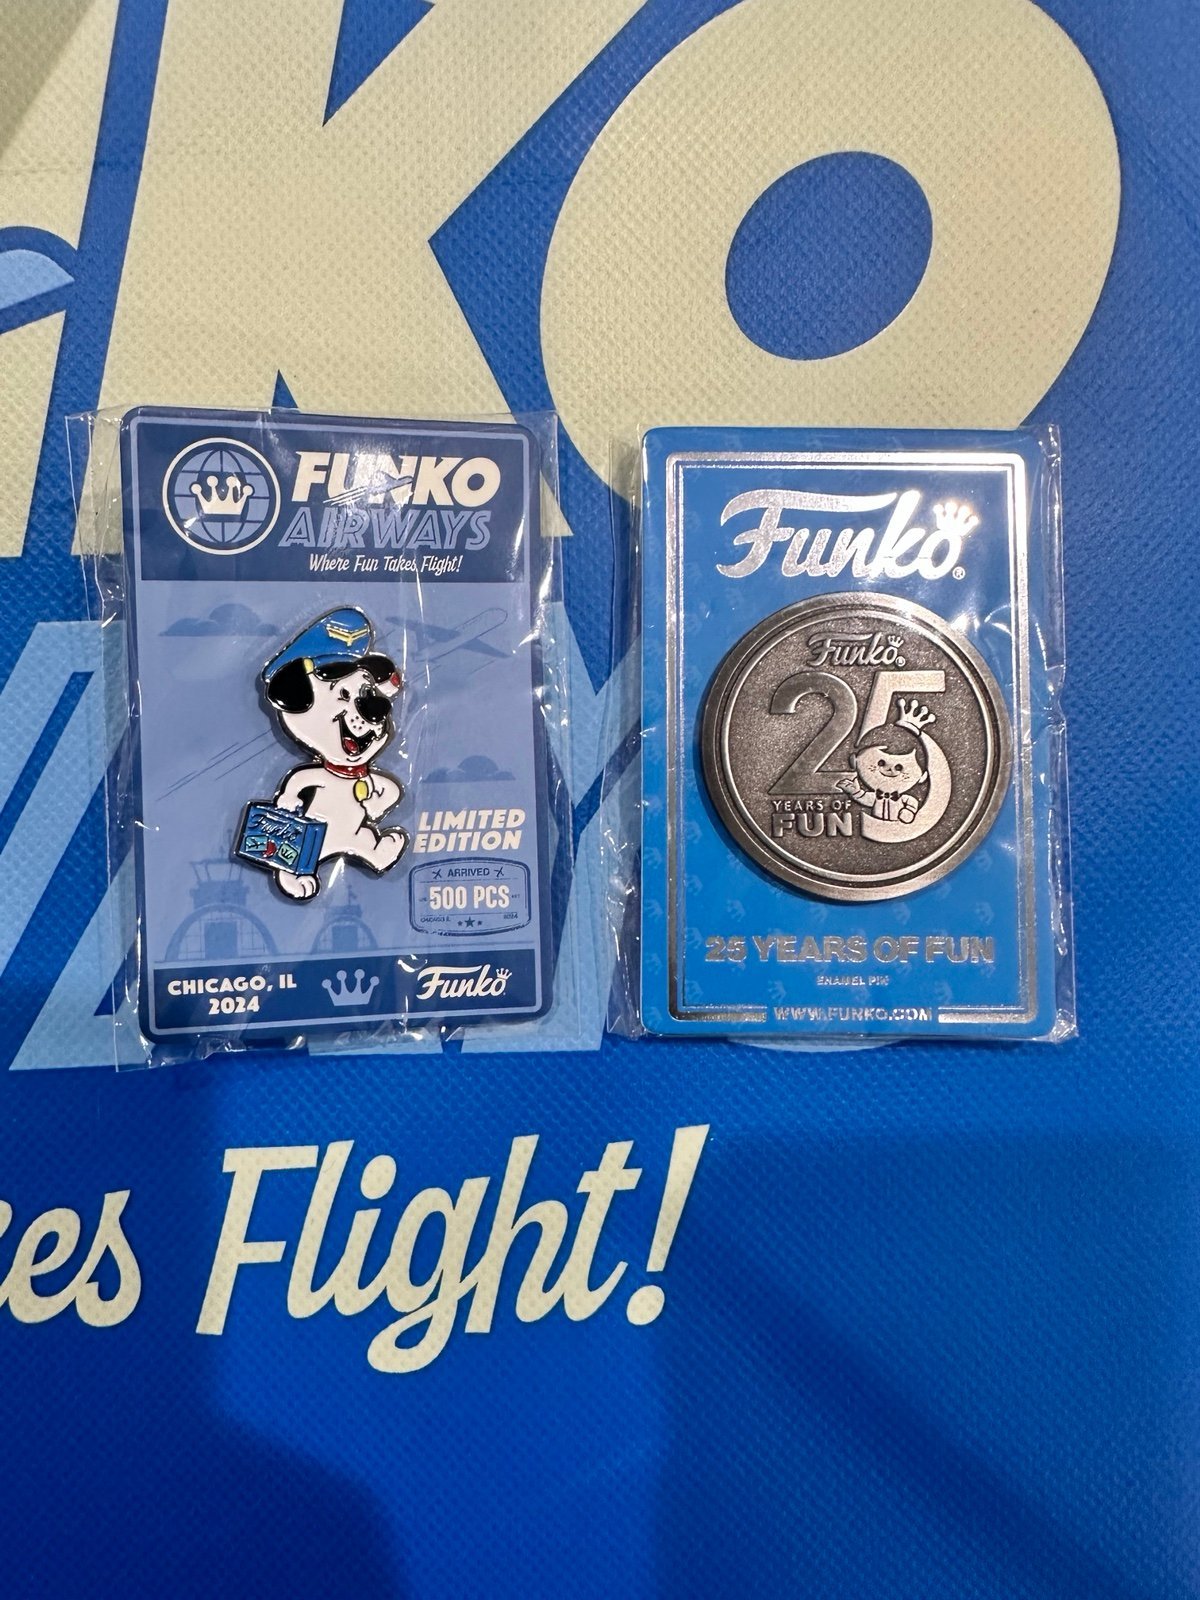 KO
FUNKO
AIRWAYS
Where Fun Takes Flight!
LIMITED
EDITION
ARRIVED
500 PCS
CHICAGO, IL
2024
Funko
Funko®
Funko®
25
YEARS OF
FUN
25 YEARS OF FUN
ENAMEL PIN
WWW.FUNKO.COM
es Flight!